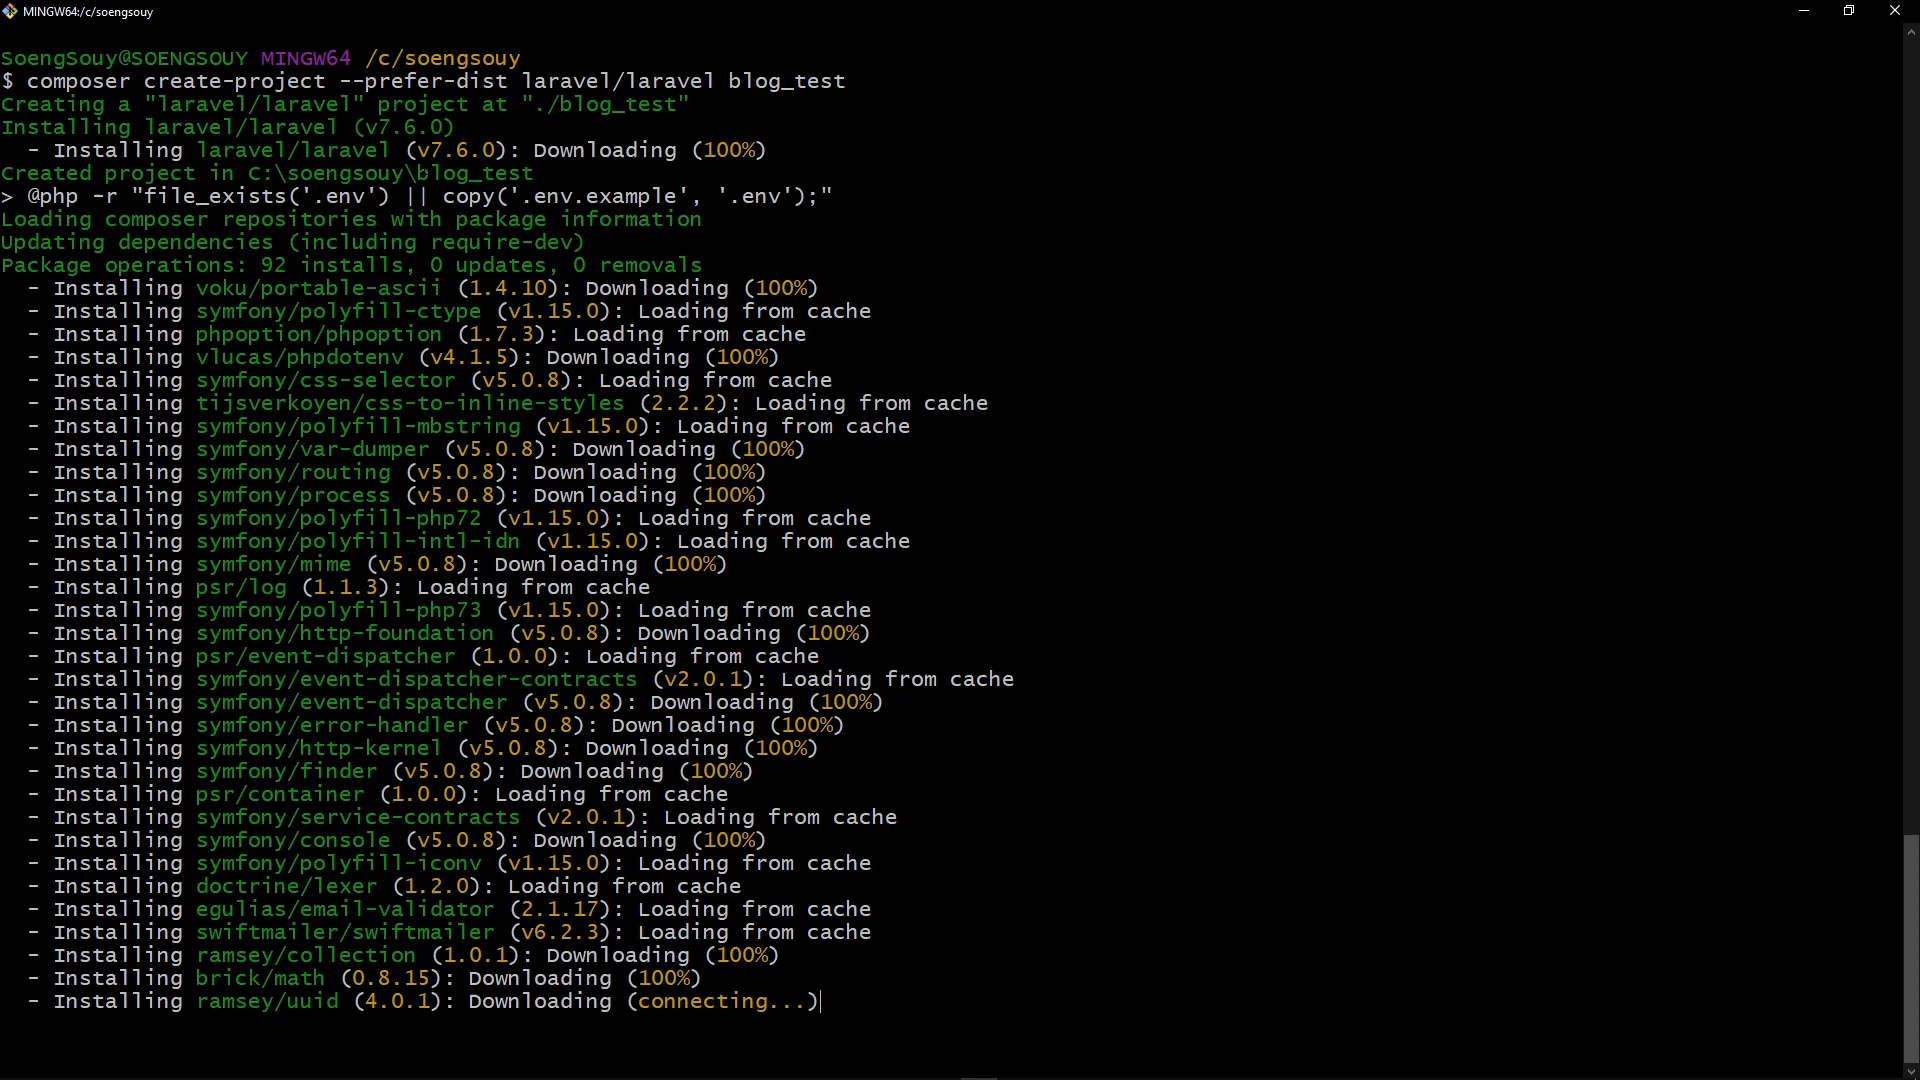 MINGW64:/c/soengsouy
SoengSouy@SOENGSOUY MINGW64 /c/soengsouy
$ composer create-project --prefer-dist laravel/laravel blog_test
Creating a "laravel/laravel" project at "./blog_test"
Installing laravel/laravel (v7.6.0)
  - Installing laravel/laravel (v7.6.0): Downloading (100%)
Created project in C:\soengsouy\blog_test
> @php -r "file_exists('.env') || copy('.env.example', '.env');"
Loading composer repositories with package information
Updating dependencies (including require-dev)
Package operations: 92 installs, 0 updates, 0 removals
  - Installing voku/portable-ascii (1.4.10): Downloading (100%)
  - Installing symfony/polyfill-ctype (v1.15.0): Loading from cache
  - Installing phpoption/phpoption (1.7.3): Loading from cache
  - Installing vlucas/phpdotenv (v4.1.5): Downloading (100%)
  - Installing symfony/css-selector (v5.0.8): Loading from cache
  - Installing tijsverkoyen/css-to-inline-styles (2.2.2): Loading from cache
  - Installing symfony/polyfill-mbstring (v1.15.0): Loading from cache
  - Installing symfony/var-dumper (v5.0.8): Downloading (100%)
  - Installing symfony/routing (v5.0.8): Downloading (100%)
  - Installing symfony/process (v5.0.8): Downloading (100%)
  - Installing symfony/polyfill-php72 (v1.15.0): Loading from cache
  - Installing symfony/polyfill-intl-idn (v1.15.0): Loading from cache
  - Installing symfony/mime (v5.0.8): Downloading (100%)
  - Installing psr/log (1.1.3): Loading from cache
  - Installing symfony/polyfill-php73 (v1.15.0): Loading from cache
  - Installing symfony/http-foundation (v5.0.8): Downloading (100%)
  - Installing psr/event-dispatcher (1.0.0): Loading from cache
  - Installing symfony/event-dispatcher-contracts (v2.0.1): Loading from cache
  - Installing symfony/event-dispatcher (v5.0.8): Downloading (100%)
  - Installing symfony/error-handler (v5.0.8): Downloading (100%)
  - Installing symfony/http-kernel (v5.0.8): Downloading (100%)
  - Installing symfony/finder (v5.0.8): Downloading (100%)
  - Installing psr/container (1.0.0): Loading from cache
  - Installing symfony/service-contracts (v2.0.1): Loading from cache
  - Installing symfony/console (v5.0.8): Downloading (100%)
  - Installing symfony/polyfill-iconv (v1.15.0): Loading from cache
  - Installing doctrine/lexer (1.2.0): Loading from cache
  - Installing egulias/email-validator (2.1.17): Loading from cache
  - Installing swiftmailer/swiftmailer (v6.2.3): Loading from cache
  - Installing ramsey/collection (1.0.1): Downloading (100%)
  - Installing brick/math (0.8.15): Downloading (100%)
  - Installing ramsey/uuid (4.0.1): Downloading (connecting...)